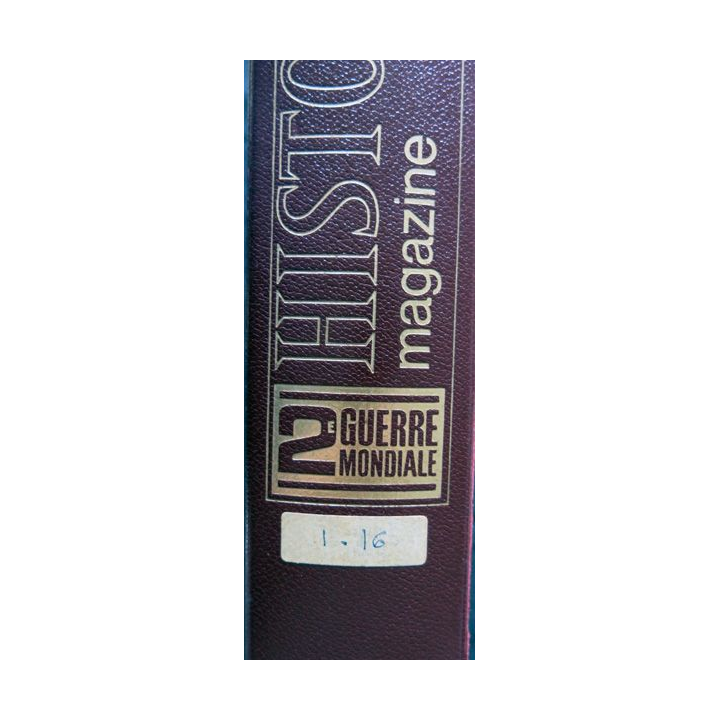 HISTO
magazine
2E GUERRE
MONDIALE
1.16